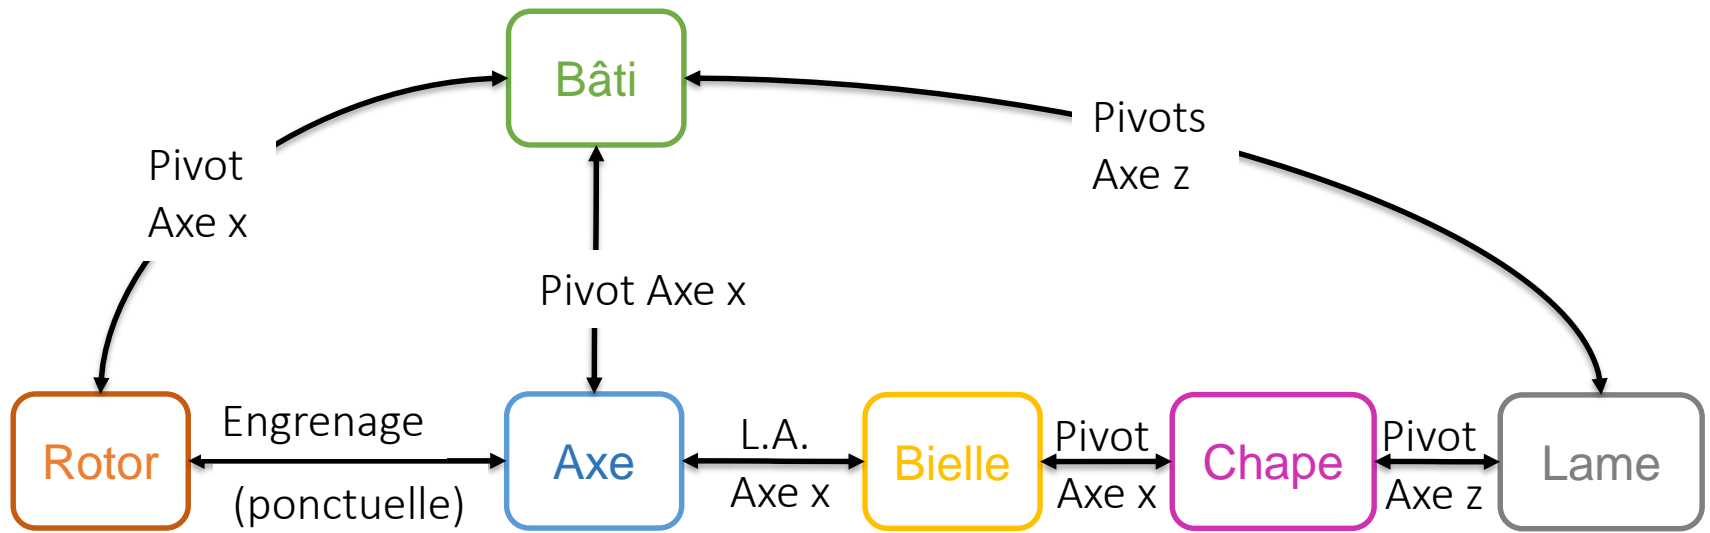 Bâti
Pivots
Axe z
Pivot
Axe x
Pivot Axe x
Engrenage
(ponctuelle)
L.A.
Axe x
Pivot
Axe x
Pivot
Axe z
Rotor
Axe
Bielle
Chape
Lame